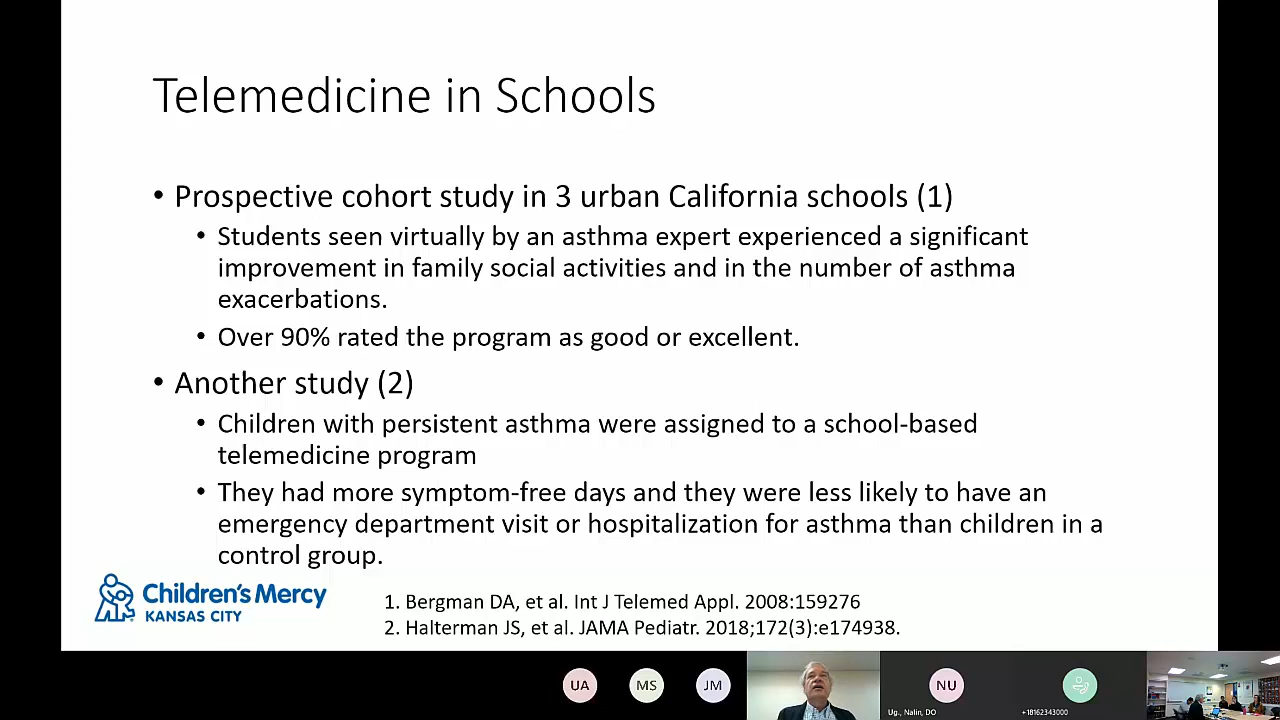 Telemedicine in Schools
• Prospective cohort study in 3 urban California schools (1)
• Students seen virtually by an asthma expert experienced a significant
improvement in family social activities and in the number of asthma
exacerbations.
• Over 90% rated the program as good or excellent.
• Another study (2)
• Children with persistent asthma were assigned to a school-based
telemedicine program
• They had more symptom-free days and they were less likely to have an
emergency department visit or hospitalization for asthma than children in a
control group.
Children's Mercy
KANSAS CITY
1. Bergman DA, et al. Int J Telemed Appl. 2008:159276
2. Halterman JS, et al. JAMA Pediatr. 2018;172(3):e174938.
UA
MS
JM
NU
Ug., Nalin, DO
+18162343000